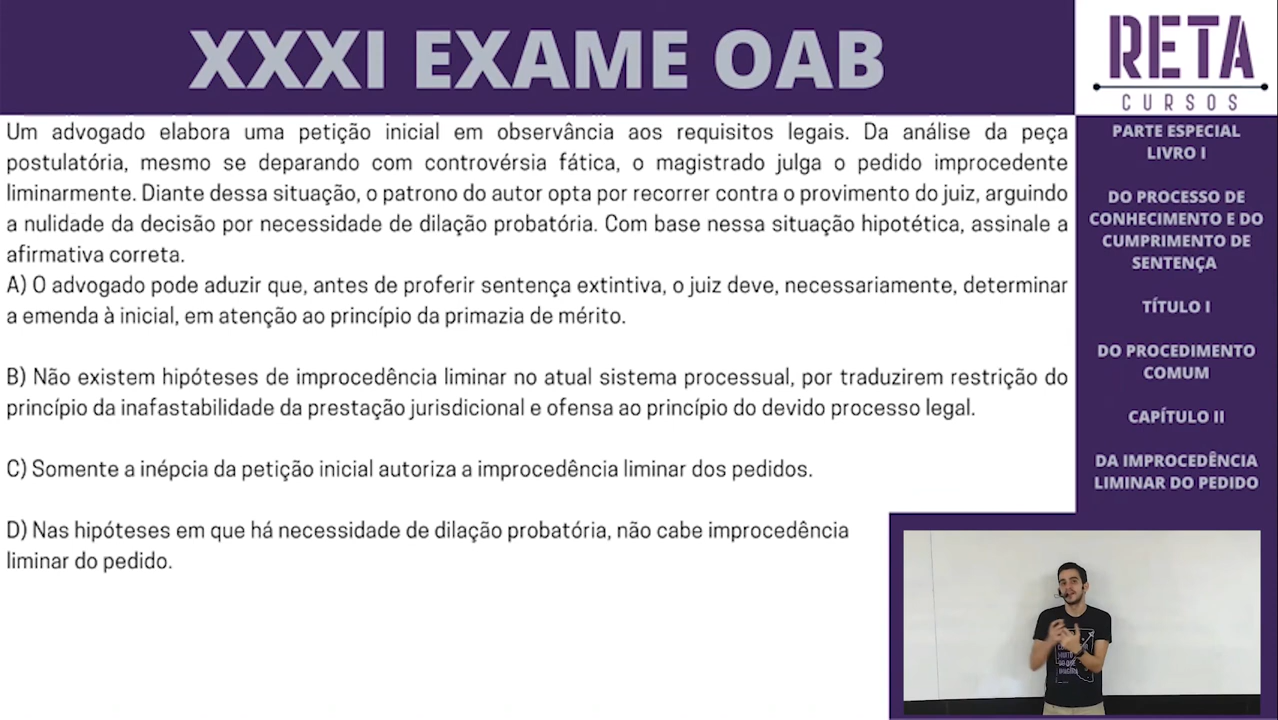 XXXI EXAME OAB
RETA
CURSOS
Um advogado elabora uma petição inicial em observância aos requisitos legais. Da análise da peça
postulatória, mesmo se deparando com controvérsia fática, o magistrado julga o pedido improcedente
liminarmente. Diante dessa situação, o patrono do autor opta por recorrer contra o provimento do juiz, arguindo
a nulidade da decisão por necessidade de dilação probatória. Com base nessa situação hipotética, assinale a
afirmativa correta.
A) O advogado pode aduzir que, antes de proferir sentença extintiva, o juiz deve, necessariamente, determinar
a emenda à inicial, em atenção ao princípio da primazia de mérito.
B) Não existem hipóteses de improcedência liminar no atual sistema processual, por traduzirem restrição do
princípio da inafastabilidade da prestação jurisdicional e ofensa ao princípio do devido processo legal.
C) Somente a inépcia da petição inicial autoriza a improcedência liminar dos pedidos.
D) Nas hipóteses em que há necessidade de dilação probatória, não cabe improcedência
liminar do pedido.
PARTE ESPECIAL
LIVRO I
DO PROCESSO DE
CONHECIMENTO E DO
CUMPRIMENTO DE
SENTENÇA
TÍTULO I
DO PROCEDIMENTO
COMUM
CAPÍTULO II
DA IMPROCEDÊNCIA
LIMINAR DO PEDIDO